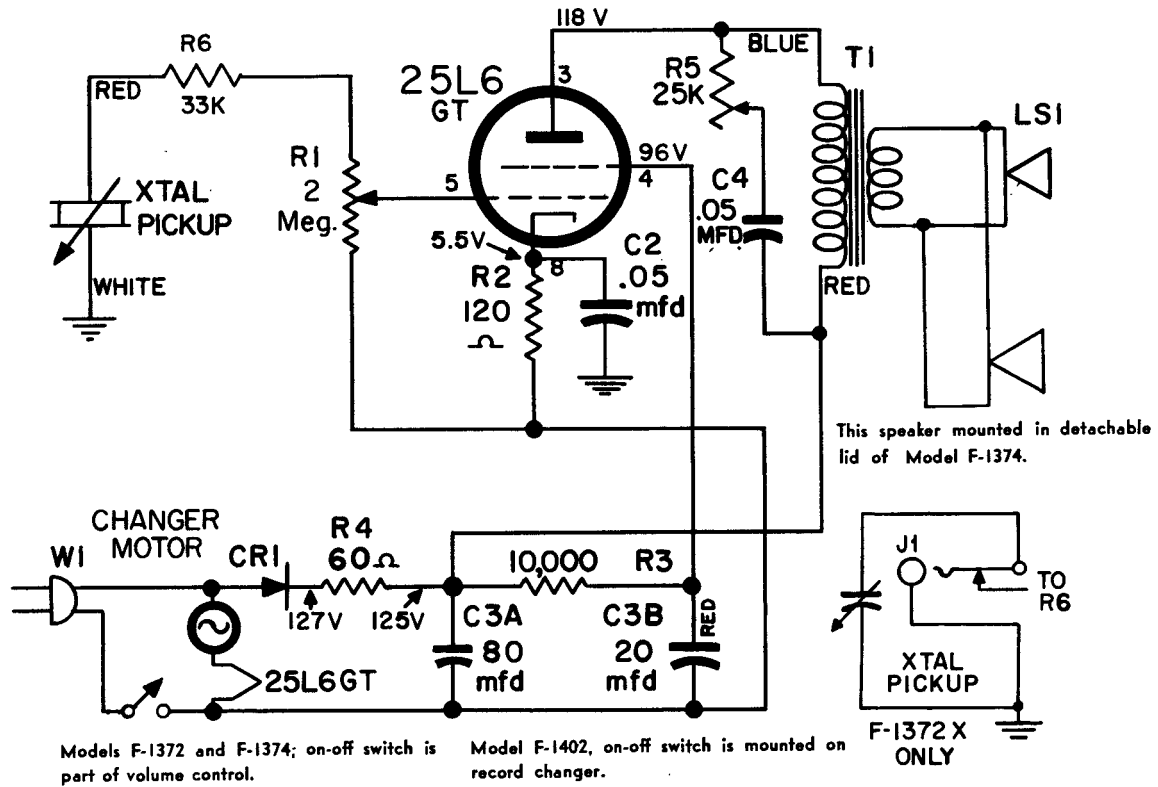 118 V
BLUE
T1
R6
33K
RED
25L6
GT
3
R5
25K
LS1
R1
2
Meg.
96V
4
5
C4
.05
MFD
XTAL
PICKUP
5.5V
8
C2
.05
mfd
R2
120
Ω
WHITE
RED
This speaker mounted in detachable
lid of Model F-1374.
CHANGER
MOTOR
W1
CR1
R4
60Ω
10,000
R3
127V
125V
C3A
80
mfd
C3B
20
mfd
RED
25L6GT
J1
TO
R6
XTAL
PICKUP
F-1372X
ONLY
Models F-1372 and F-1374; on-off switch is
part of volume control.
Model F-1402, on-off switch is mounted on
record changer.